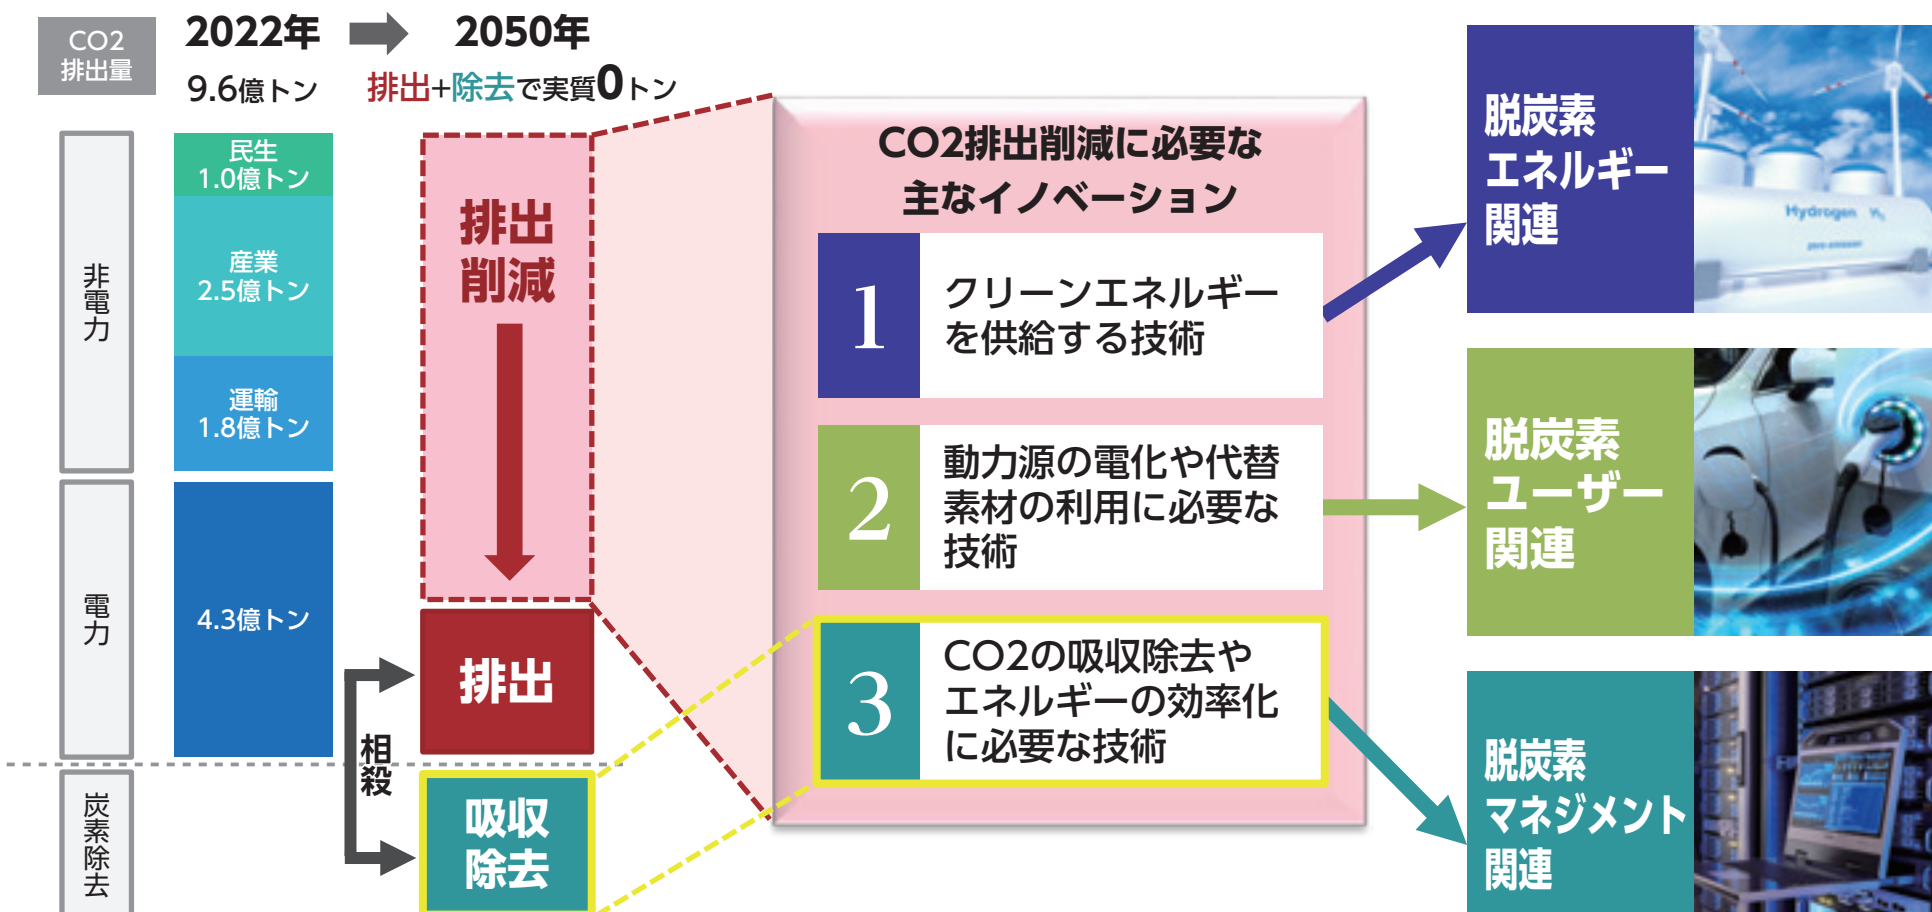 CO2
排出量
2022年
2050年
9.6億トン
排出+除去で実質0トン
非電力
電力
炭素除去
民生
1.0億トン
産業
2.5億トン
運輸
1.8億トン
4.3億トン
排出
削減
排出
相殺
吸収
除去
CO2排出削減に必要な
主なイノベーション
1
クリーンエネルギー
を供給する技術
2
動力源の電化や代替
素材の利用に必要な
技術
3
CO2の吸収除去や
エネルギーの効率化
に必要な技術
脱炭素
エネルギー
関連
Hydrogen H₂
zero emission
脱炭素
ユーザー
関連
脱炭素
マネジメント
関連